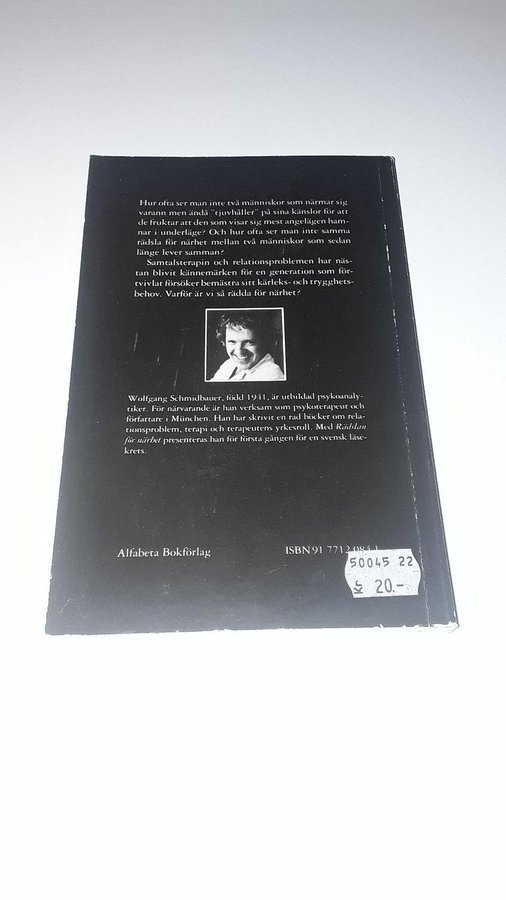 Hur ofta ser man inte två människor som närmar sig
varann men ändå "tjuvhåller" på sina känslor för att
de fruktar att den som visar sig mest angelägen ham-
nar i underläge? Och hur ofta ser man inte samma
rädsla för närhet mellan två människor som sedan
länge lever samman?
Samtalsterapin och relationsproblemen har näs-
tan blivit kännemärken för en generation som för-
tvivlat försöker bemästra sitt kärleks- och trygghets-
behov. Varför är vi så rädda för närhet?
Wolfgang Schmidbauer, född 1941, är utbildad psykoanaly-
tiker. För närvarande är han verksam som psykoterapeut och
författare i München. Han har skrivit en rad böcker om rela-
tionsproblem, terapi och terapeutens yrkesroll. Med Rädslan
för närhet presenteras han för första gången för en svensk läse-
krets.
Alfabeta Bokförlag
ISBN 91 7712
50045 22
Kr 20.-